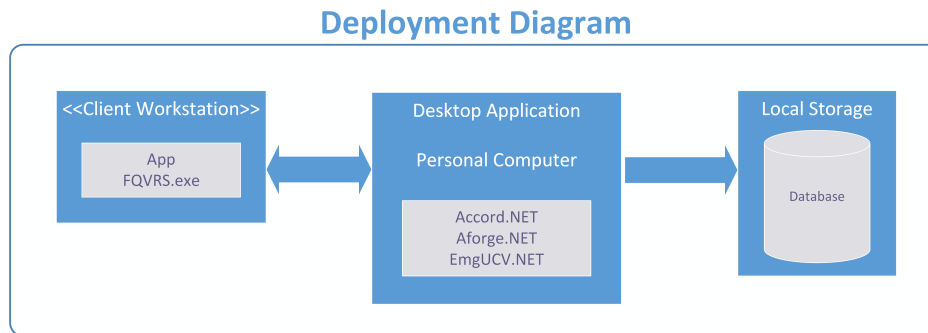 Deployment Diagram
<<Client Workstation>>
App
FQVRS.exe
Desktop Application
Personal Computer
Accord.NET
Aforge.NET
EmgUCV.NET
Local Storage
Database